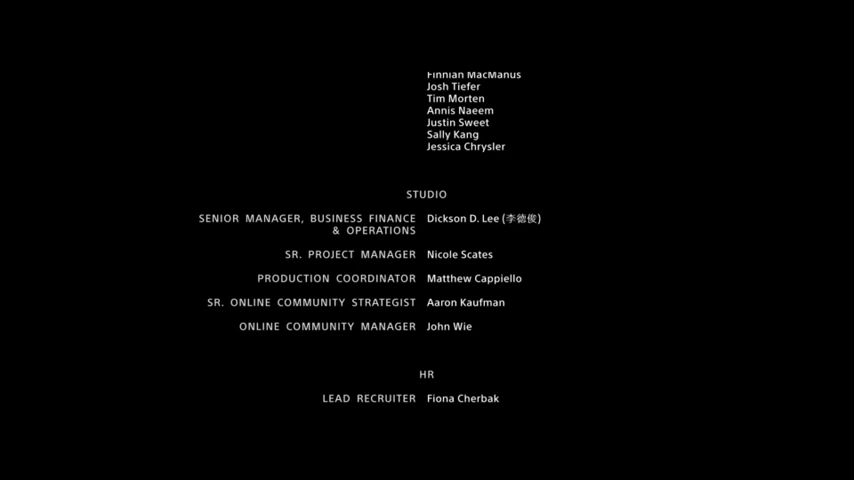 Finnian MacManus
Josh Tiefer
Tim Morten
Annis Naeem
Justin Sweet
Sally Kang
Jessica Chrysler
STUDIO
SENIOR MANAGER, BUSINESS FINANCE Dickson D. Lee (李德俊)
& OPERATIONS
SR. PROJECT MANAGER Nicole Scates
PRODUCTION COORDINATOR Matthew Cappiello
SR. ONLINE COMMUNITY STRATEGIST Aaron Kaufman
ONLINE COMMUNITY MANAGER John Wie
HR
LEAD RECRUITER Fiona Cherbak